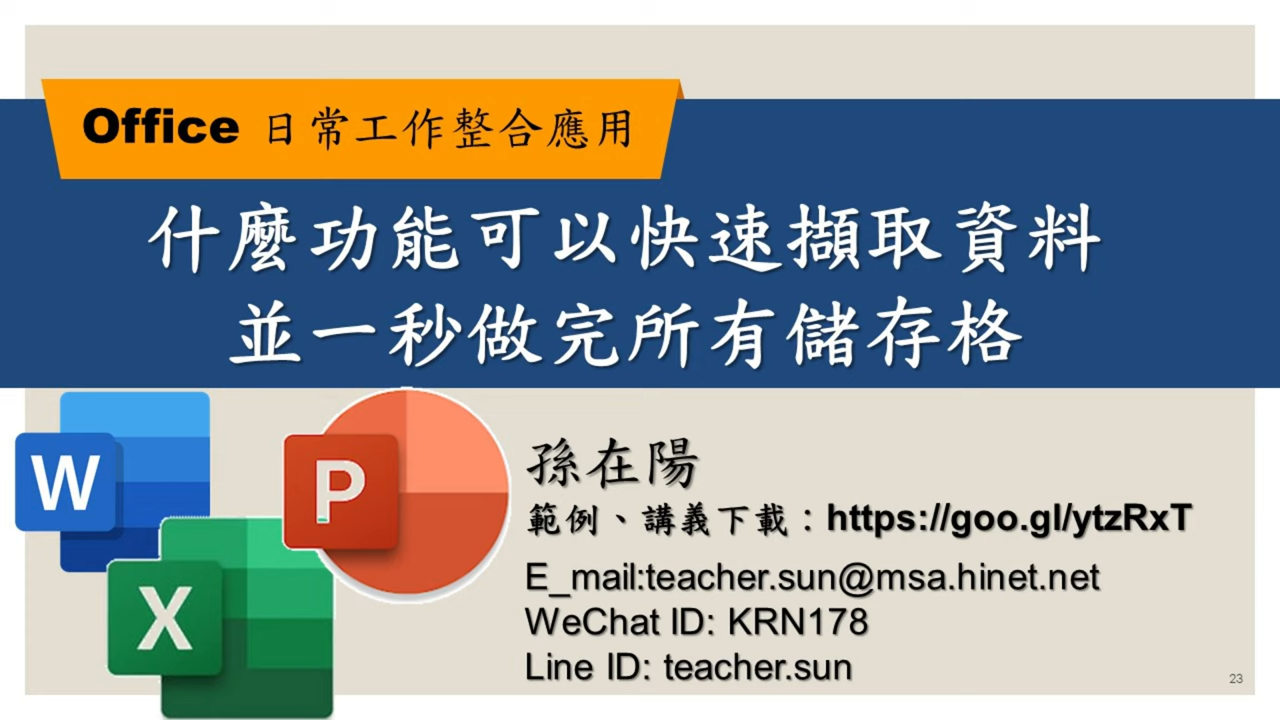 Office 日常工作整合應用
什麼功能可以快速擷取資料
並一秒做完所有儲存格
W
P
X
孫在陽
範例、講義下載：https://goo.gl/ytzRxT
E_mail:teacher.sun@msa.hinet.net
WeChat ID: KRN178
Line ID: teacher.sun
23